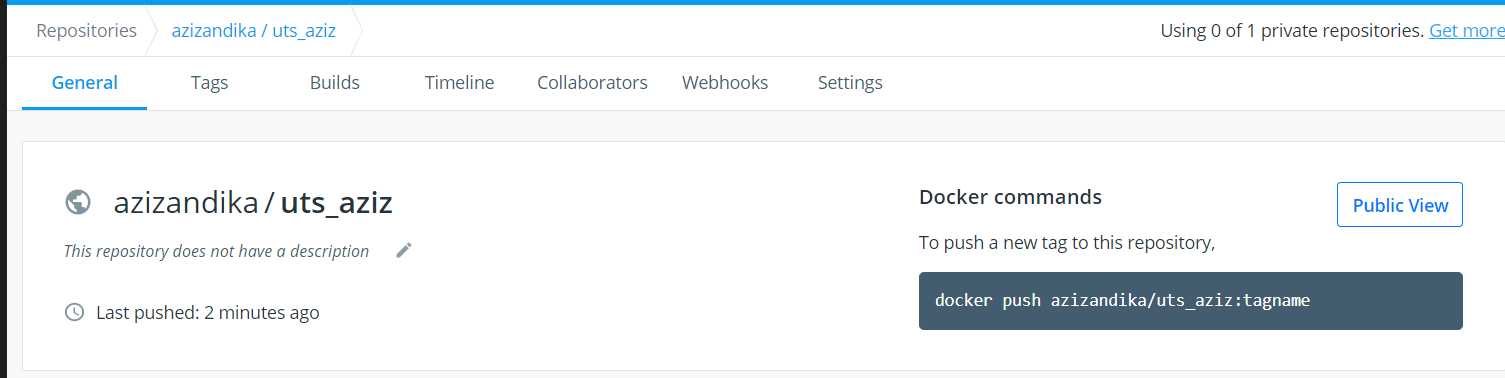 Repositories azizandika / uts_aziz Using 0 of 1 private repositories. Get more
General Tags Builds Timeline Collaborators Webhooks Settings
azizandika / uts_aziz
This repository does not have a description
Last pushed: 2 minutes ago
Docker commands
Public View
To push a new tag to this repository,
docker push azizandika/uts_aziz:tagname